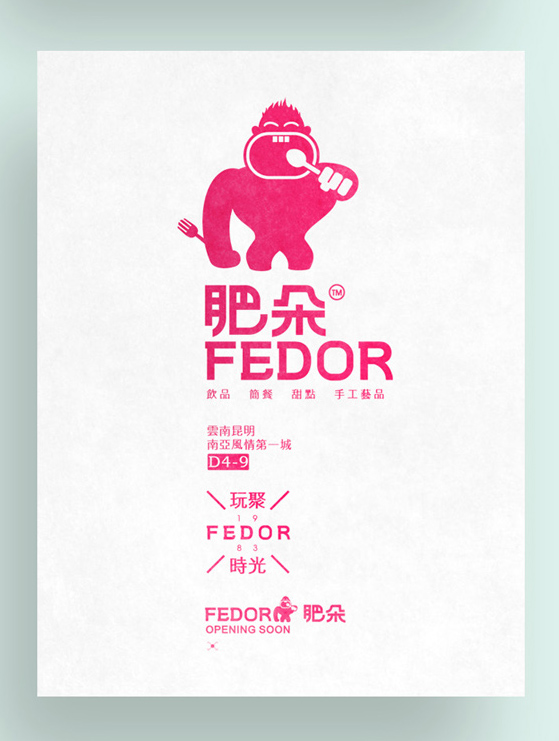 肥朵 TM
FEDOR
飲品 簡餐 甜點 手工藝品
雲南昆明
南亞風情第一城
D4-9
玩聚
1 9
FEDOR
8 3
時光
FEDOR 肥朵
OPENING SOON